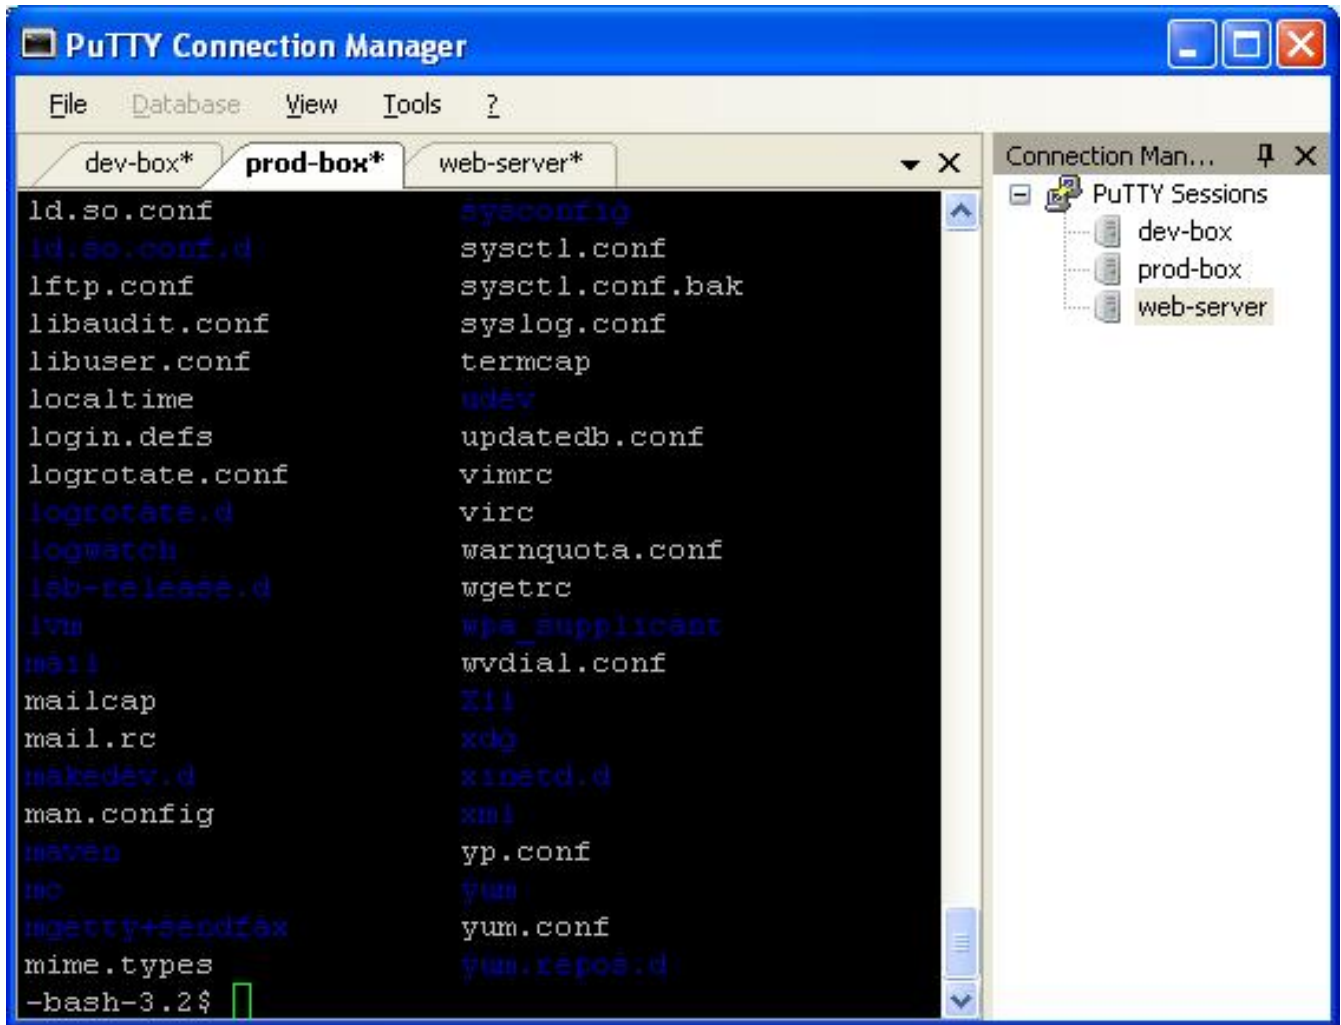 PuTTY Connection Manager
File Database View Tools ?
dev-box* prod-box* web-server*
Connection Man...
PuTTY Sessions
dev-box
prod-box
web-server
ld.so.conf sysconfig
ld.so.conf.d sysctl.conf
lftp.conf sysctl.conf.bak
libaudit.conf syslog.conf
libuser.conf termcap
localtime udev
login.defs updatedb.conf
logrotate.conf vimrc
logrotate.d virc
logwatch warnquota.conf
lsb-release.d wgetrc
lvm wpa_supplicant
mail wvdial.conf
mailcap X11
mail.rc xdg
makedev.d xinetd.d
man.config xml
maven yp.conf
mc yum
mgetty+sendfax yum.conf
mime.types yum.repos.d
-bash-3.2$